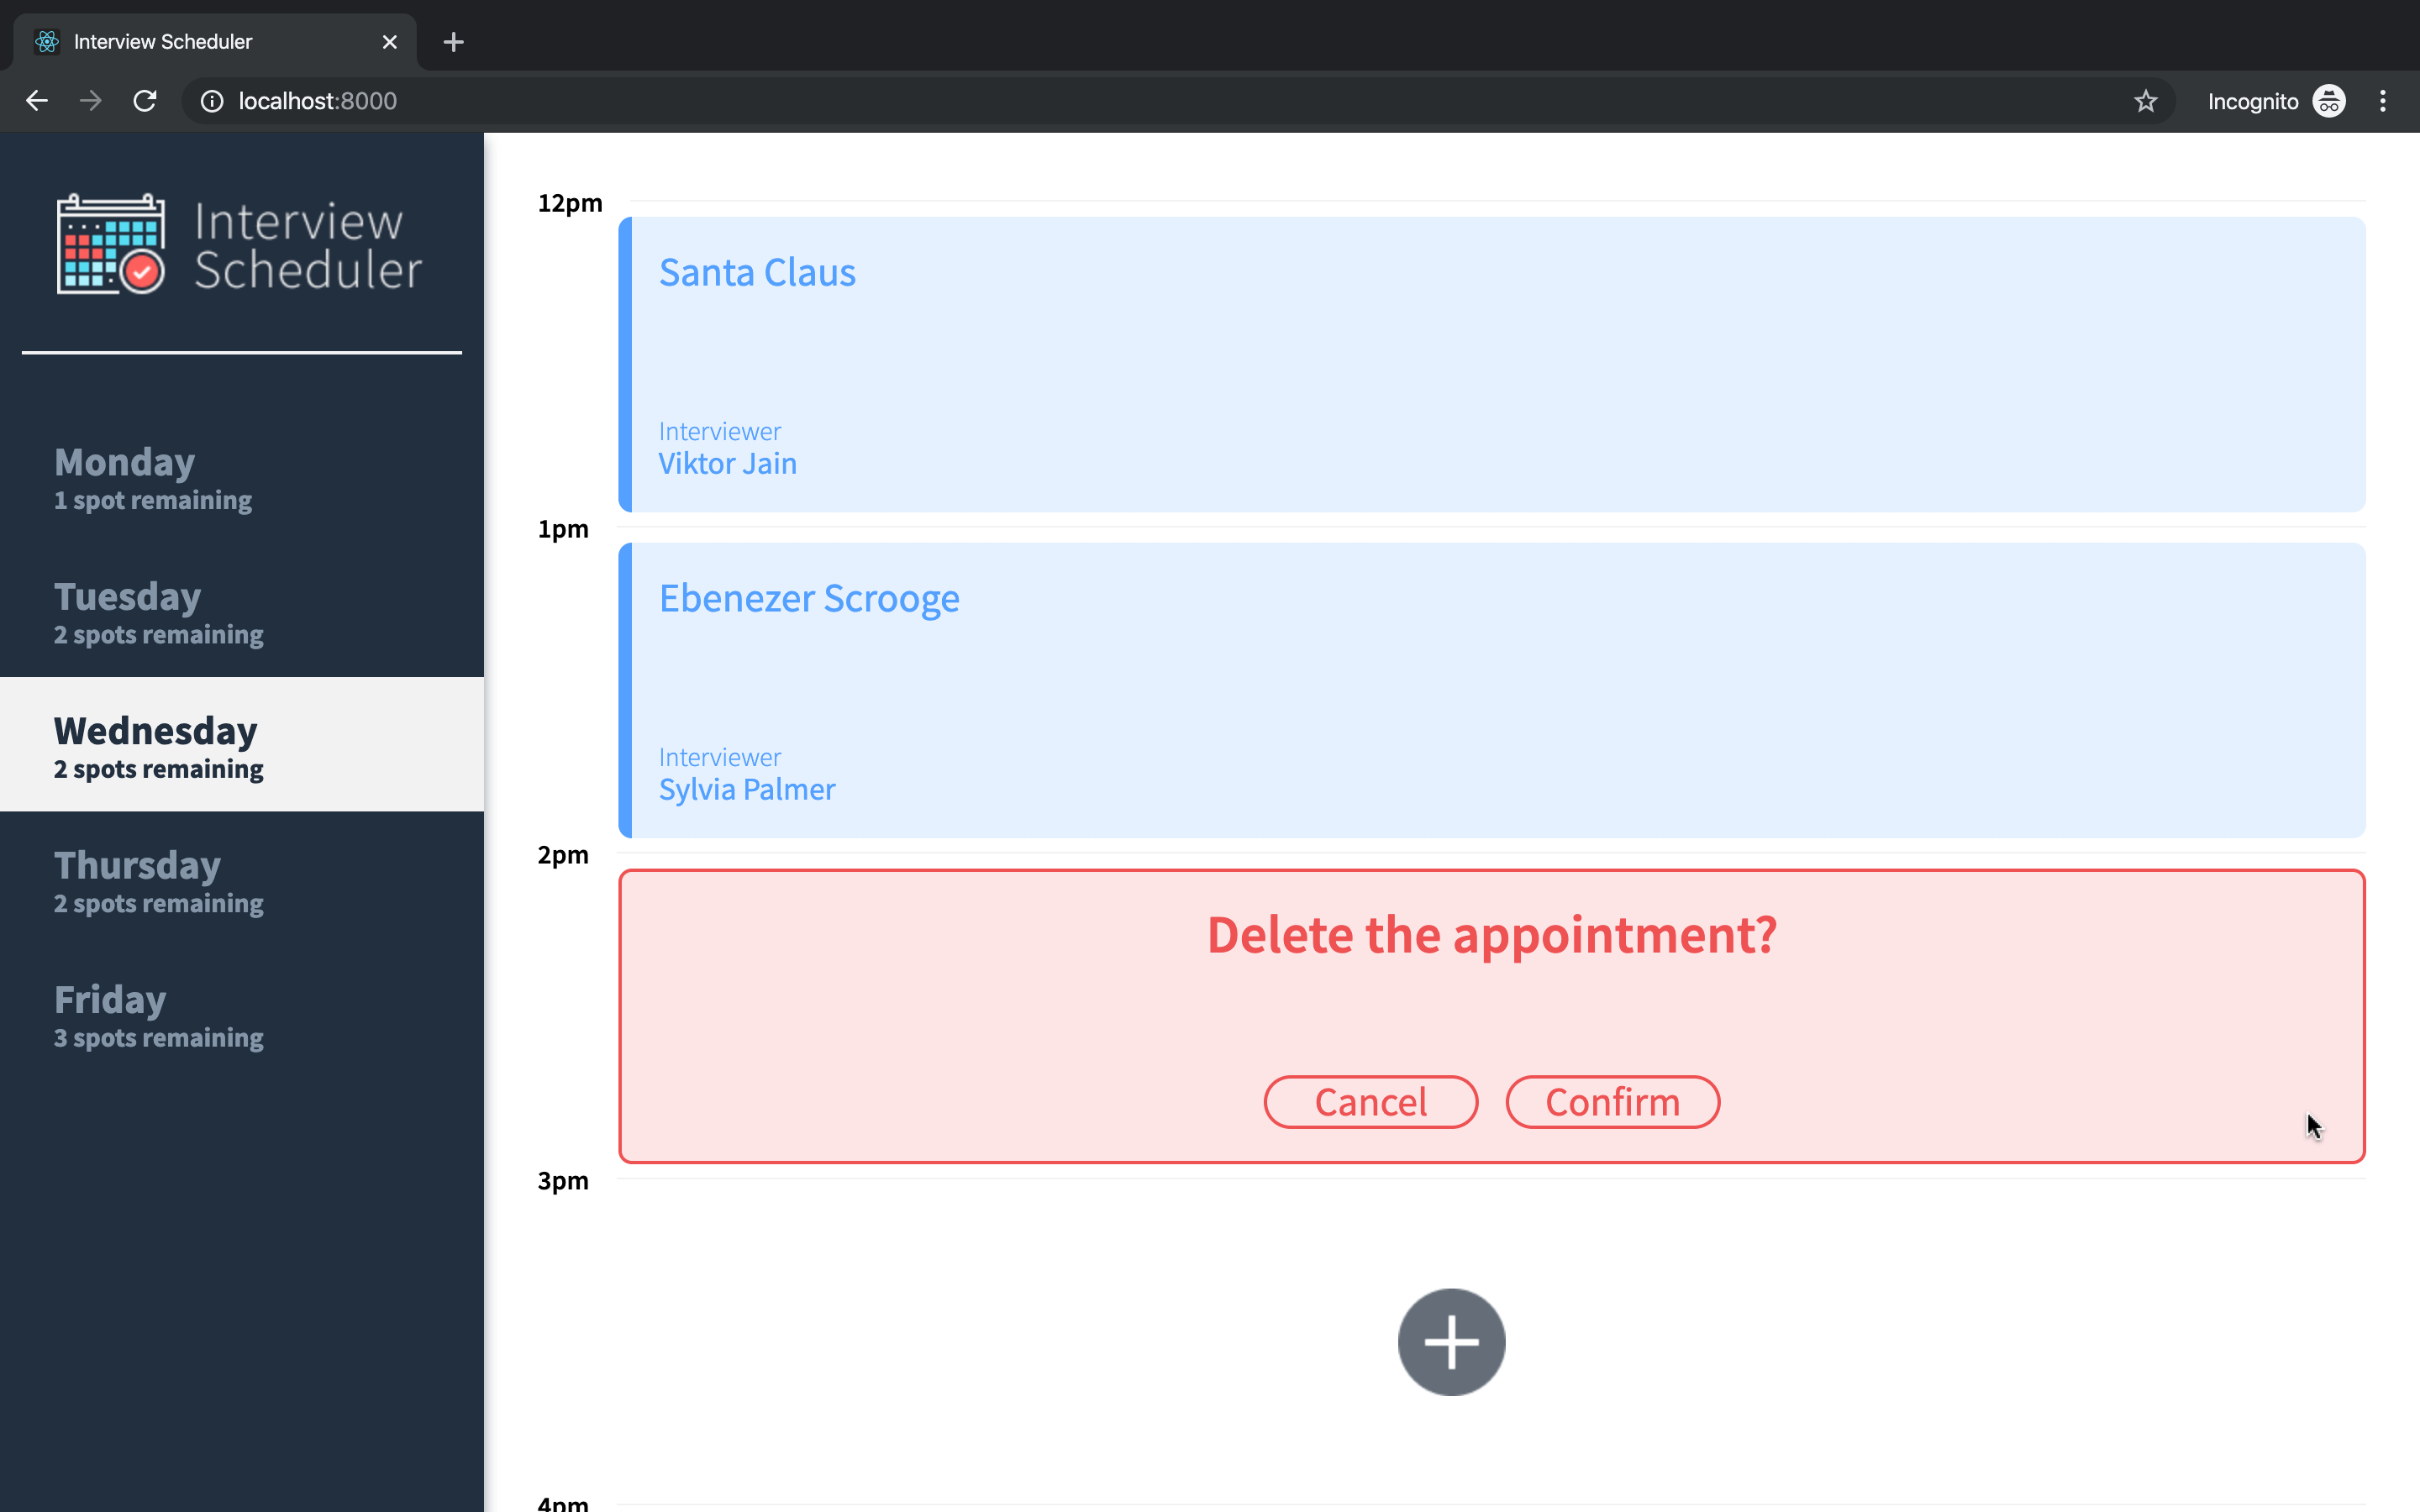 Interview Scheduler
localhost:8000
Incognito
Interview
Scheduler
Monday
1 spot remaining
Tuesday
2 spots remaining
Wednesday
2 spots remaining
Thursday
2 spots remaining
Friday
3 spots remaining
12pm
Santa Claus
Interviewer
Viktor Jain
1pm
Ebenezer Scrooge
Interviewer
Sylvia Palmer
2pm
Delete the appointment?
Cancel
Confirm
3pm
4pm